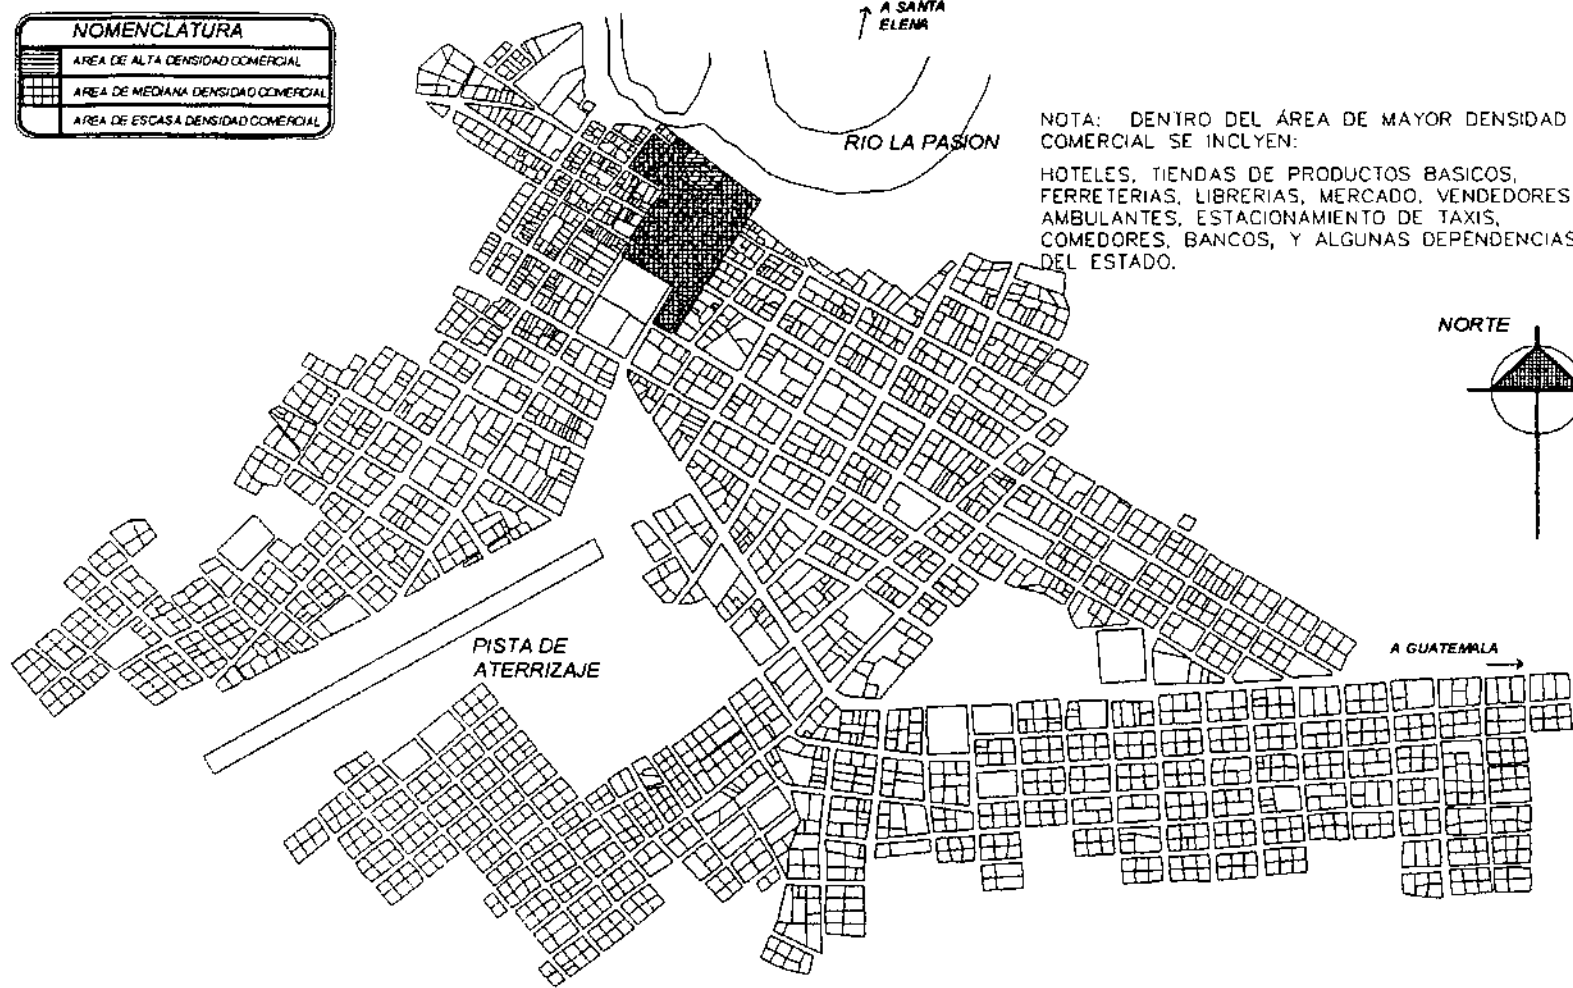 NOMENCLATURA
AREA DE ALTA DENSIDAD COMERCIAL
AREA DE MEDIANA DENSIDAD COMERCIAL
AREA DE ESCASA DENSIDAD COMERCIAL
A SANTA
ELENA
RIO LA PASION
NOTA: DENTRO DEL ÁREA DE MAYOR DENSIDAD
COMERCIAL SE INCLYEN:
HOTELES, TIENDAS DE PRODUCTOS BASICOS,
FERRETERIAS, LIBRERIAS, MERCADO, VENDEDORES
AMBULANTES, ESTACIONAMIENTO DE TAXIS,
COMEDORES, BANCOS, Y ALGUNAS DEPENDENCIAS
DEL ESTADO.
NORTE
PISTA DE
ATERRIZAJE
A GUATEMALA